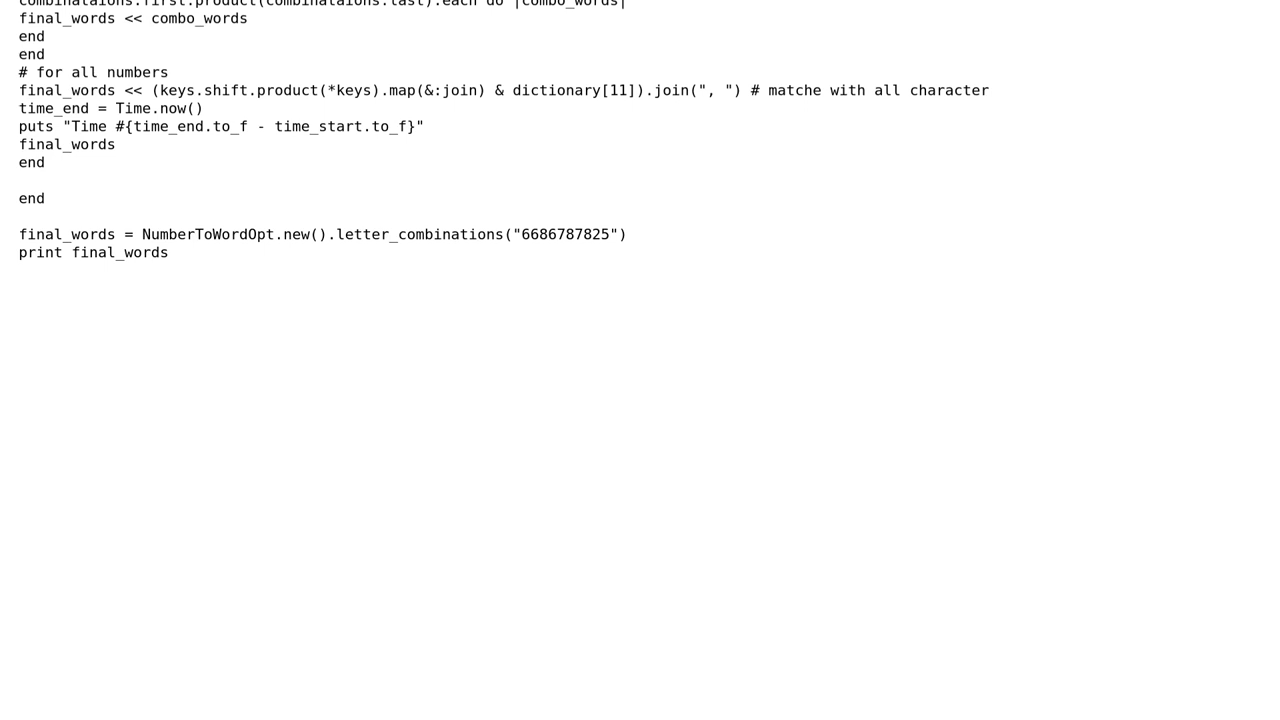 combinataions.first.product(combinataions.last).each do |combo_words|
final_words << combo_words
end
end
# for all numbers
final_words << (keys.shift.product(*keys).map(&:join) & dictionary[11]).join(", ") # matche with all character
time_end = Time.now()
puts "Time #{time_end.to_f - time_start.to_f}"
final_words
end

end

final_words = NumberToWordOpt.new().letter_combinations("6686787825")
print final_words